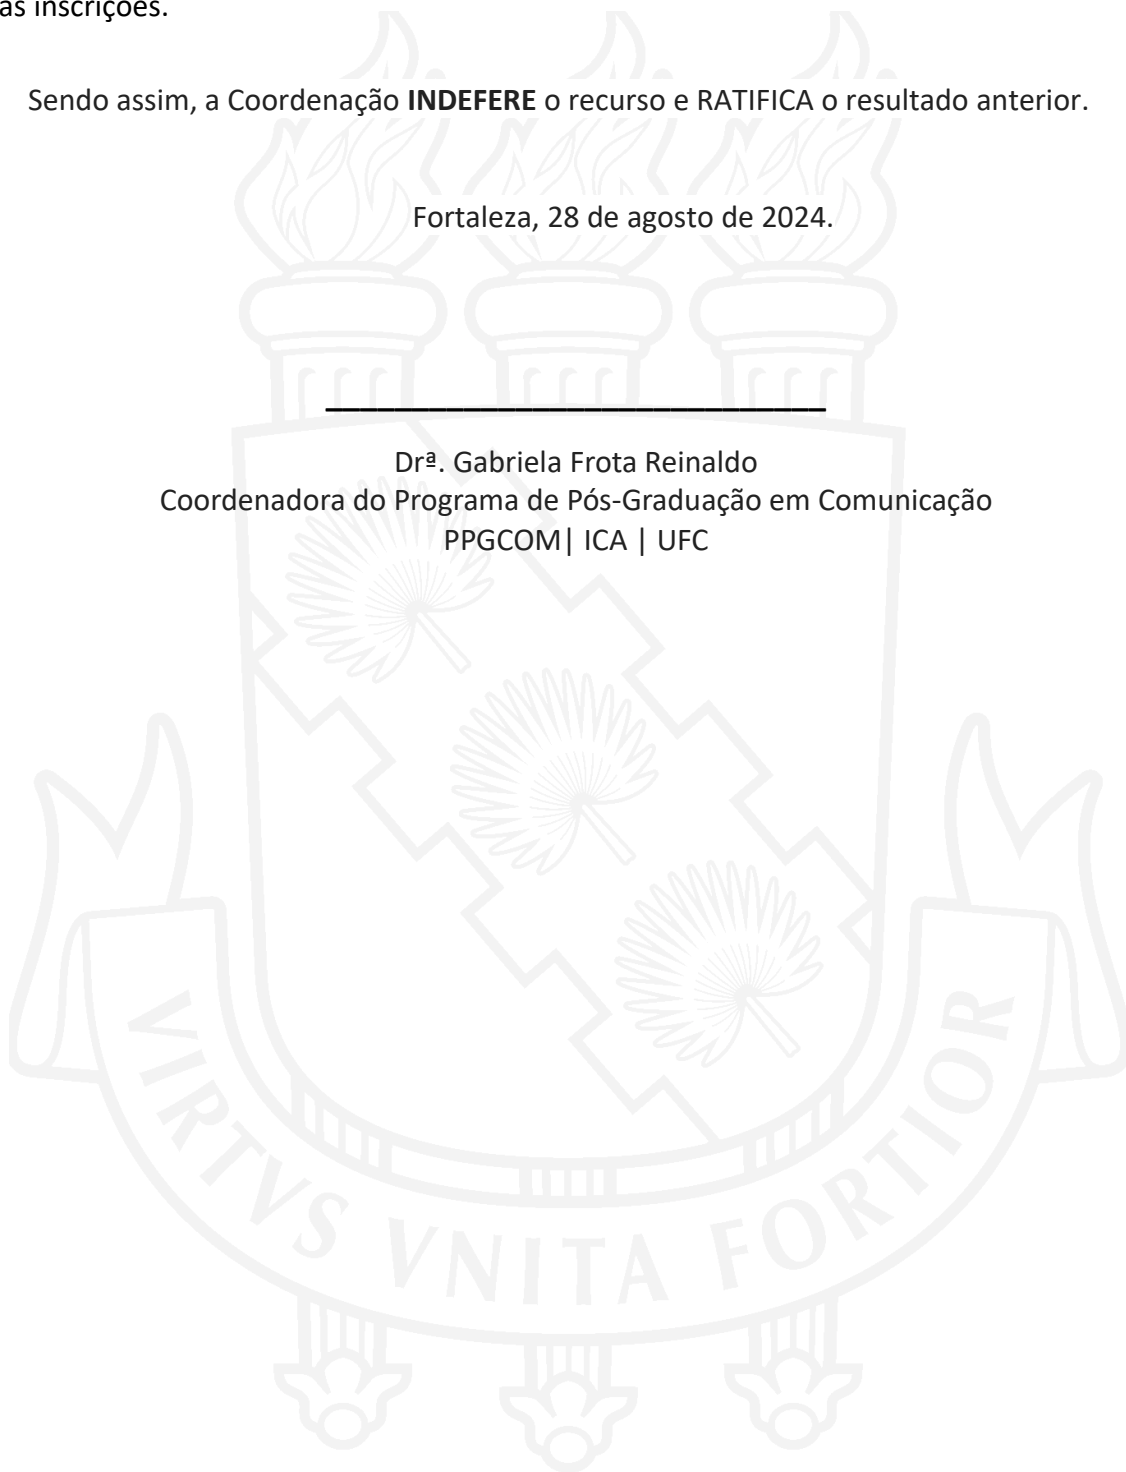 as inscrições.
Sendo assim, a Coordenação INDEFERE o recurso e RATIFICA o resultado anterior.
Fortaleza, 28 de agosto de 2024.
Drª. Gabriela Frota Reinaldo
Coordenadora do Programa de Pós-Graduação em Comunicação
PPGCOM| ICA | UFC
VIRTVS VNITA FORTIOR